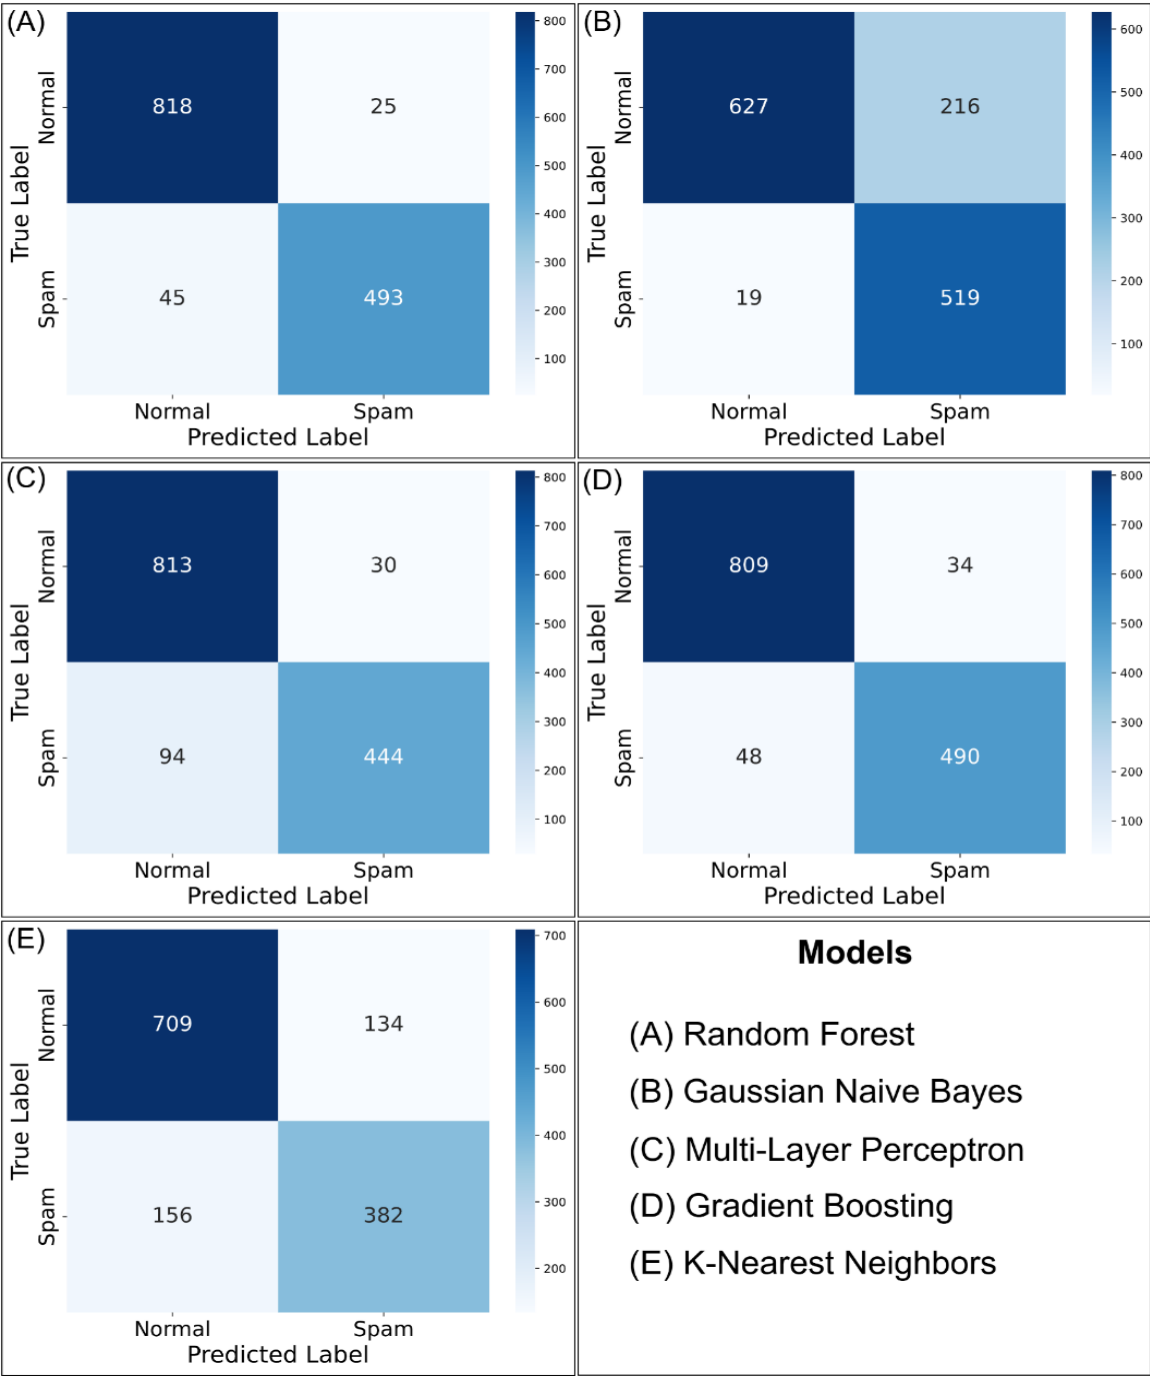 (A)
True Label
Normal
Spam
818
25
45
493
800
700
600
500
400
300
200
100
Normal
Spam
Predicted Label
(B)
True Label
Normal
Spam
627
216
19
519
600
500
400
300
200
100
Normal
Spam
Predicted Label
(C)
True Label
Normal
Spam
813
30
94
444
800
700
600
500
400
300
200
100
Normal
Spam
Predicted Label
(D)
True Label
Normal
Spam
809
34
48
490
800
700
600
500
400
300
200
100
Normal
Spam
Predicted Label
(E)
True Label
Normal
Spam
709
134
156
382
700
600
500
400
300
200
Normal
Spam
Predicted Label
Models
(A) Random Forest
(B) Gaussian Naive Bayes
(C) Multi-Layer Perceptron
(D) Gradient Boosting
(E) K-Nearest Neighbors